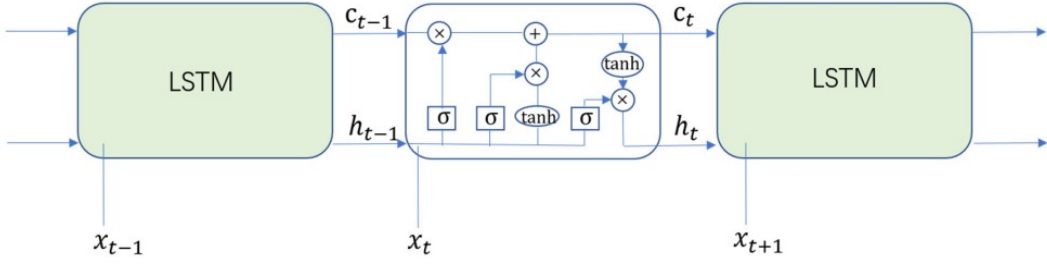 c_{t−1}
c_t
× +
LSTM
tanh
LSTM
×
×
σ σ tanh σ
h_{t−1}
h_t
x_{t−1}
x_t
x_{t+1}